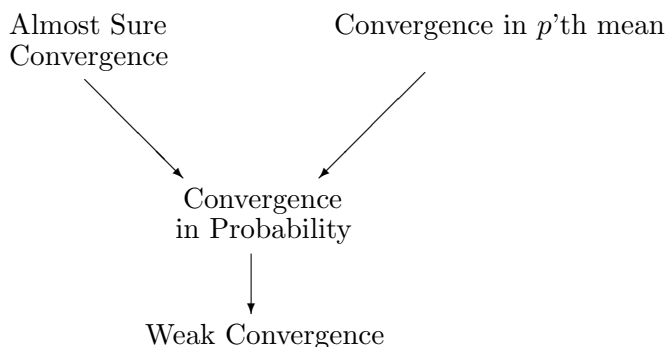 Almost Sure
Convergence
Convergence in p'th mean
Convergence
in Probability
Weak Convergence